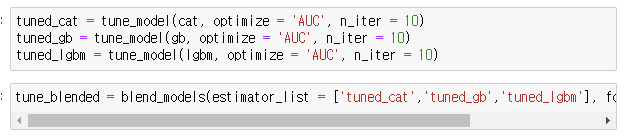 :
tuned_cat = tune_model(cat, optimize = 'AUC', n_iter = 10)
tuned_gb = tune_model(gb, optimize = 'AUC', n_iter = 10)
tuned_lgbm = tune_model(lgbm, optimize = 'AUC', n_iter = 10)
: tune_blended = blend_models(estimator_list = ['tuned_cat','tuned_gb','tuned_lgbm'], fo